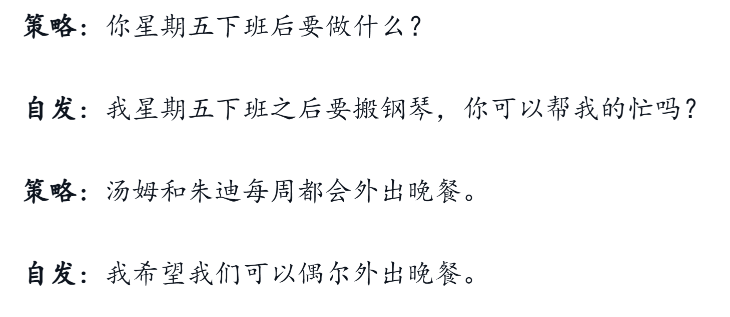 策略：你星期五下班后要做什么？
自发：我星期五下班之后要搬钢琴，你可以帮我的忙吗？
策略：汤姆和朱迪每周都会外出晚餐。
自发：我希望我们可以偶尔外出晚餐。